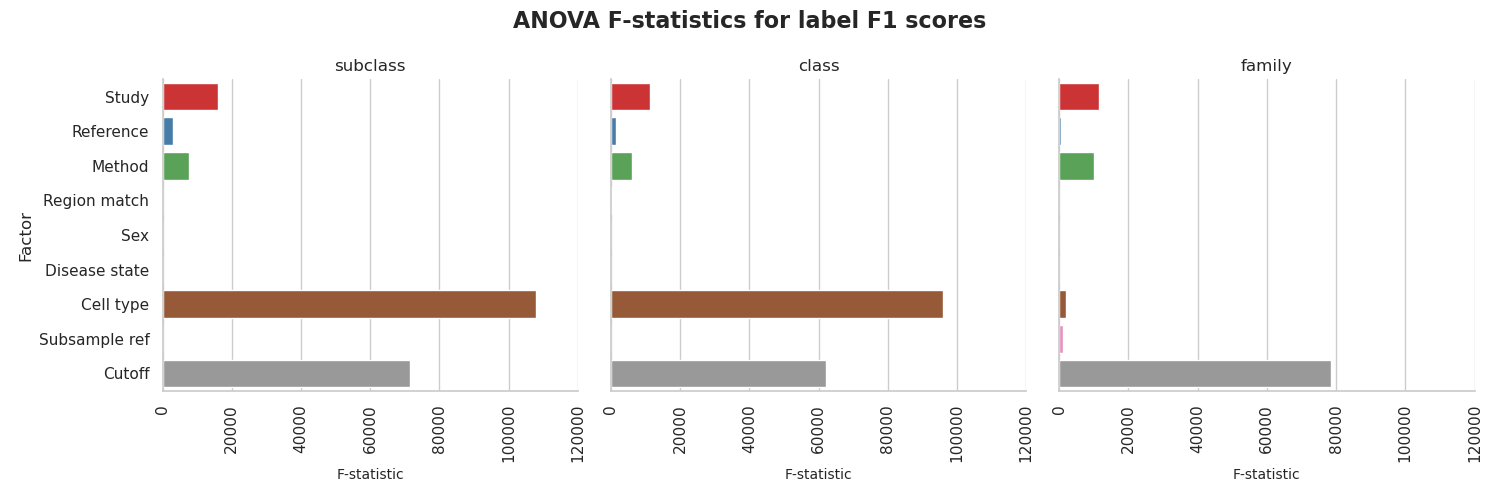 ANOVA F-statistics for label F1 scores
subclass
class
family
Factor
Study
Reference
Method
Region match
Sex
Disease state
Cell type
Subsample ref
Cutoff
0 20000 40000 60000 80000 100000 120000
0 20000 40000 60000 80000 100000 120000
0 20000 40000 60000 80000 100000 120000
F-statistic
F-statistic
F-statistic